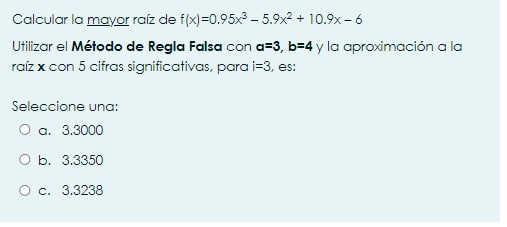 Calcular la mayor raíz de f(x)=0.95x³ – 5.9x² + 10.9x – 6
Utilizar el Método de Regla Falsa con a=3, b=4 y la aproximación a la
raíz x con 5 cifras significativas, para i=3, es:
Seleccione una:
a. 3.3000
b. 3.3350
c. 3.3238